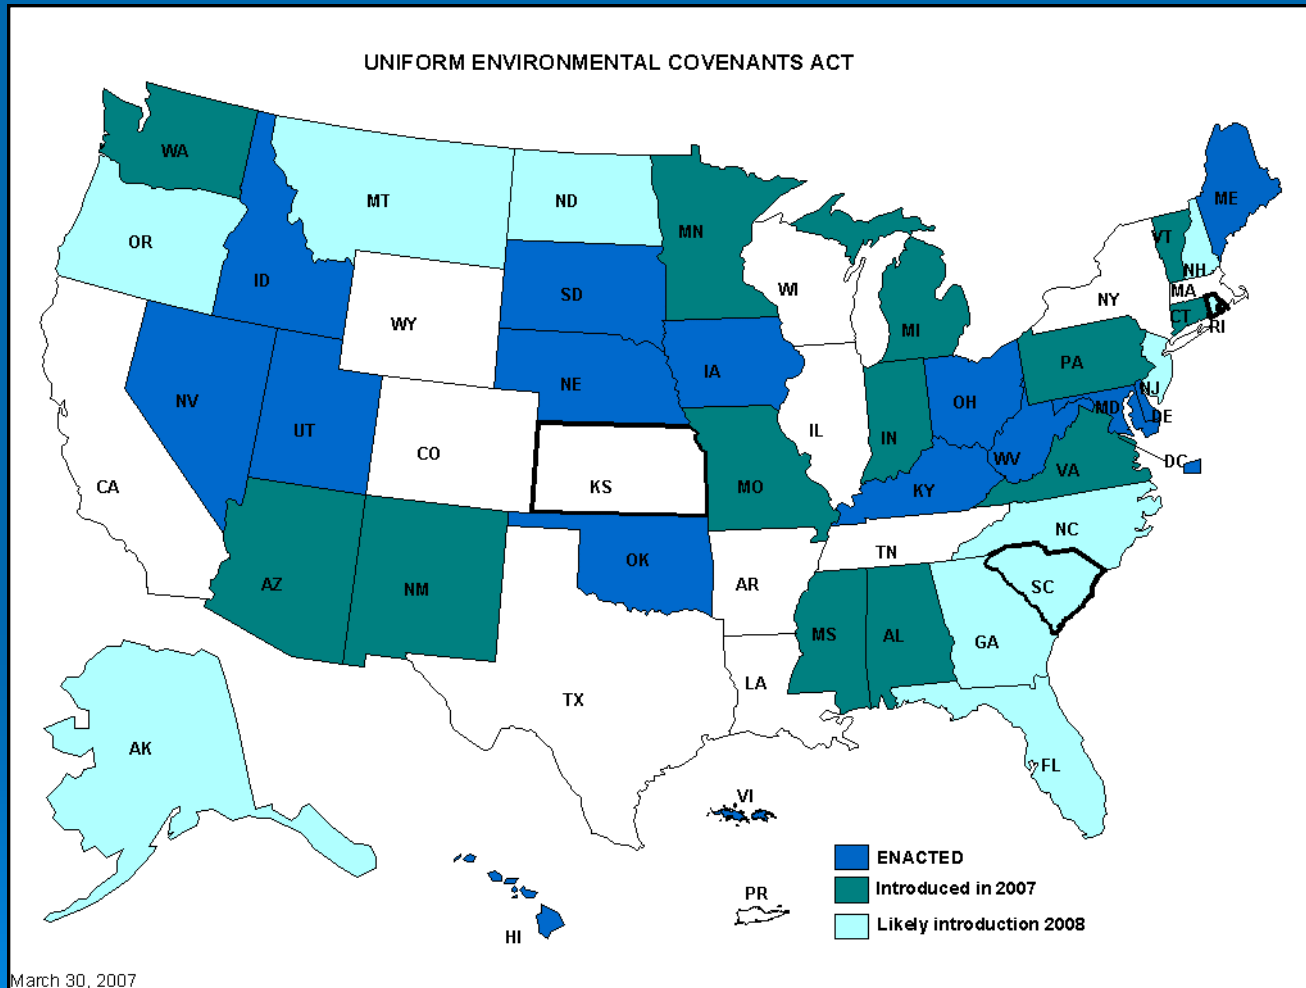 UNIFORM ENVIRONMENTAL COVENANTS ACT
WA
MT
ND
MN
ME
OR
ID
SD
WI
MI
VT
NH
NY
MA
CT
RI
WY
NV
UT
CO
NE
IA
PA
NJ
IL
IN
OH
MD
DE
WV
VA
DC
CA
KS
MO
KY
AZ
NM
OK
AR
TN
NC
SC
MS
AL
GA
TX
LA
FL
AK
VI
HI
PR
ENACTED
Introduced in 2007
Likely introduction 2008
March 30, 2007